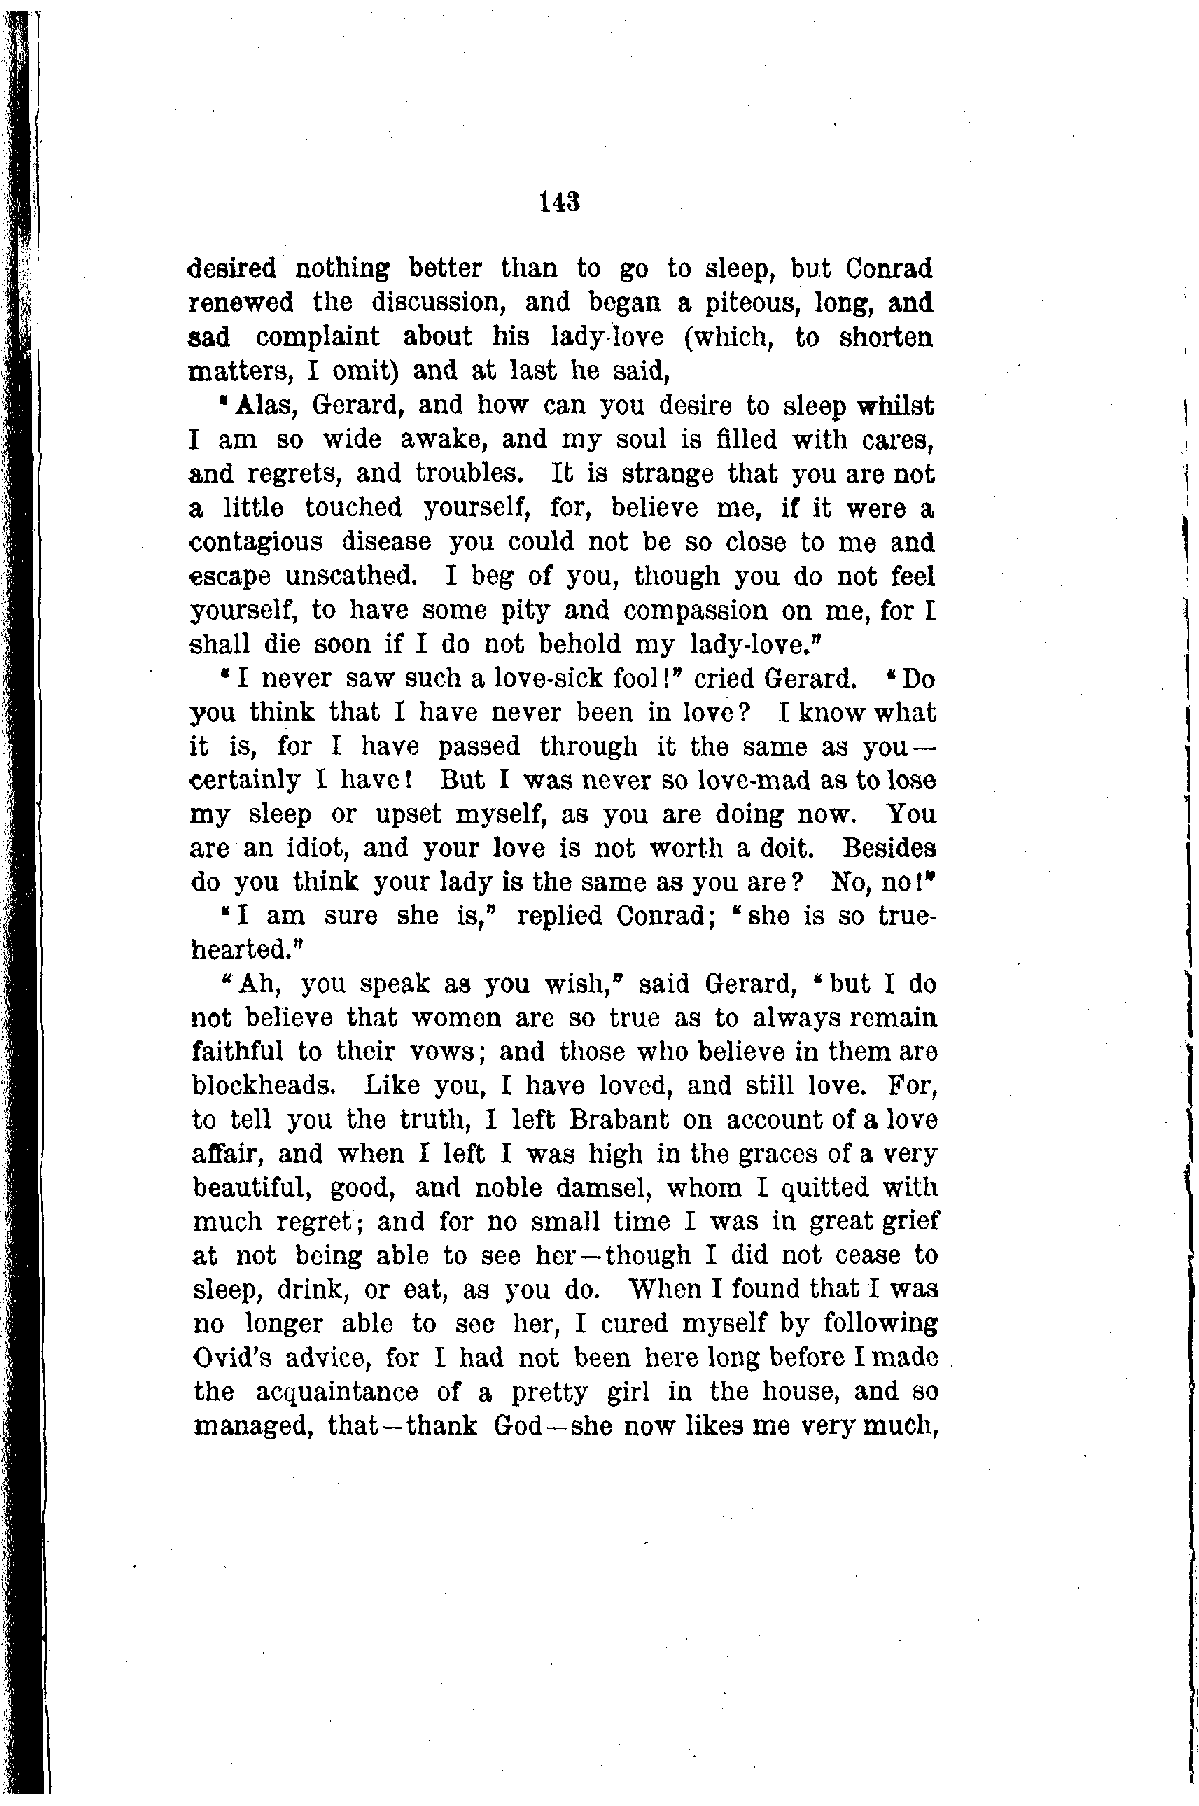 143
desired nothing better than to go to sleep, but Conrad
renewed the discussion, and began a piteous, long, and
sad complaint about his lady-love (which, to shorten
matters, I omit) and at last he said,
"Alas, Gerard, and how can you desire to sleep whilst
I am so wide awake, and my soul is filled with cares,
and regrets, and troubles. It is strange that you are not
a little touched yourself, for, believe me, if it were a
contagious disease you could not be so close to me and
escape unscathed. I beg of you, though you do not feel
yourself, to have some pity and compassion on me, for I
shall die soon if I do not behold my lady-love."
"I never saw such a love-sick fool!" cried Gerard. "Do
you think that I have never been in love? I know what
it is, for I have passed through it the same as you—
certainly I have! But I was never so love-mad as to lose
my sleep or upset myself, as you are doing now. You
are an idiot, and your love is not worth a doit. Besides
do you think your lady is the same as you are? No, no!"
"I am sure she is," replied Conrad; "she is so true-
hearted."
"Ah, you speak as you wish," said Gerard, "but I do
not believe that women are so true as to always remain
faithful to their vows; and those who believe in them are
blockheads. Like you, I have loved, and still love. For,
to tell you the truth, I left Brabant on account of a love
affair, and when I left I was high in the graces of a very
beautiful, good, and noble damsel, whom I quitted with
much regret; and for no small time I was in great grief
at not being able to see her—though I did not cease to
sleep, drink, or eat, as you do. When I found that I was
no longer able to see her, I cured myself by following
Ovid's advice, for I had not been here long before I made
the acquaintance of a pretty girl in the house, and so
managed, that—thank God—she now likes me very much,